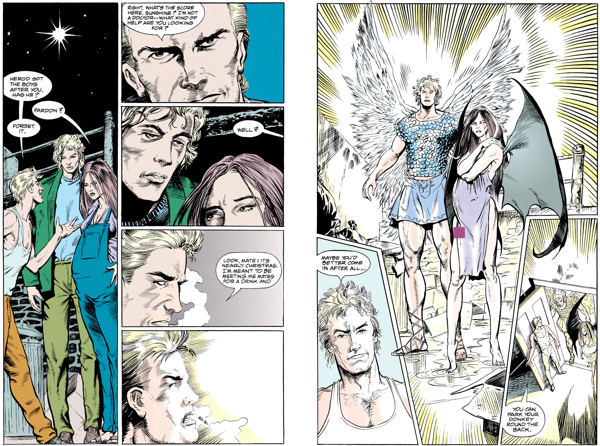 HEROD GOT
THE BOYS
AFTER YOU,
HAS HE?
PARDON?
FORGET
IT.
RIGHT, WHAT'S THE SCORE
HERE, SUNSHINE? I'M NOT
A DOCTOR--WHAT KIND OF
HELP ARE YOU LOOKING
FOR?
WELL?
LOOK, MATE: IT'S
NEARLY CHRISTMAS.
I'M MEANT TO BE
MEETING ME MATES
FOR A DRINK AND
MAYBE YOU'D
BETTER COME
IN AFTER ALL...
YOU CAN
PARK YOUR
DONKEY
ROUND THE
BACK.